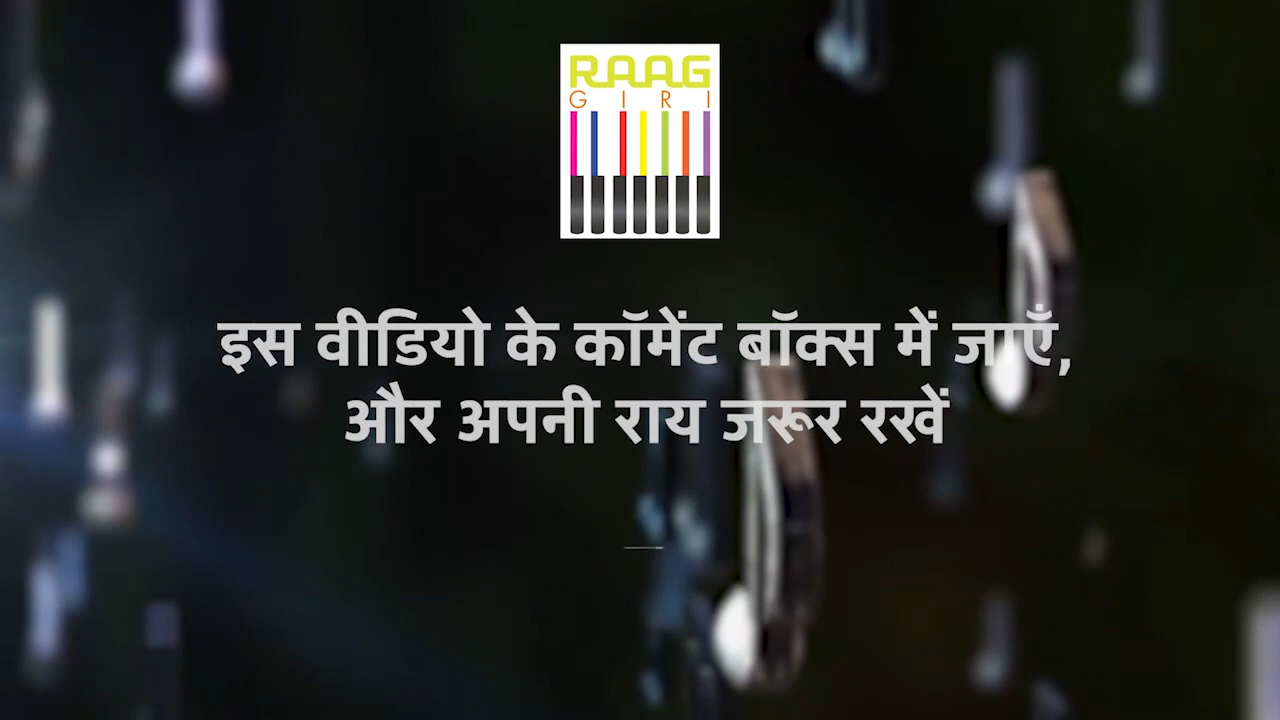 RAAG
GIRI
इस वीडियो के कॉमेंट बॉक्स में जाएँ,
और अपनी राय जरूर रखें